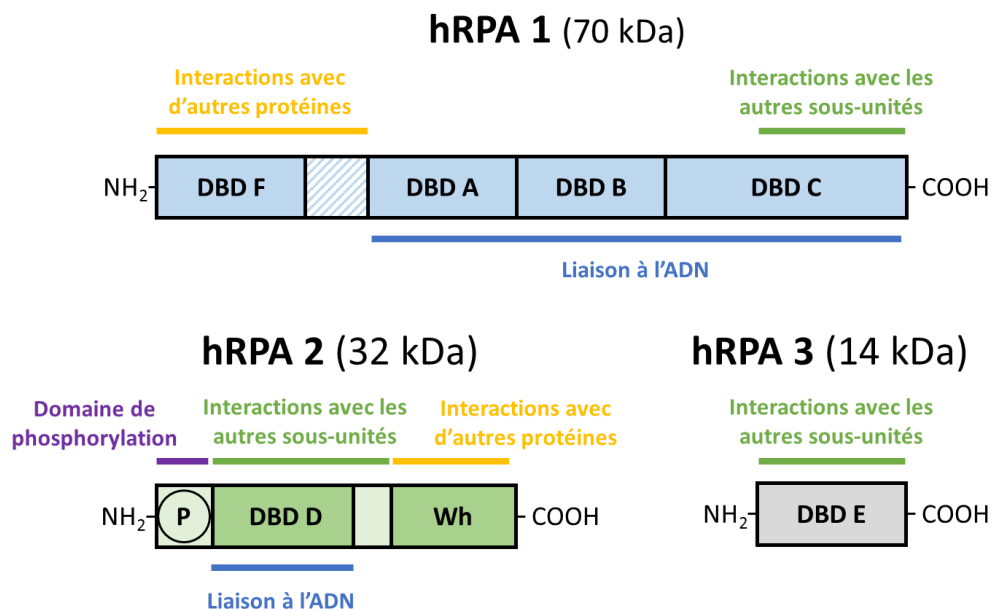 hRPA 1 (70 kDa)
Interactions avec
d’autres protéines
Interactions avec les
autres sous-unités
NH2 DBD F DBD A DBD B DBD C COOH
Liaison à l’ADN
hRPA 2 (32 kDa)
Domaine de
phosphorylation
Interactions avec les
autres sous-unités
Interactions avec
d’autres protéines
NH2 P DBD D Wh COOH
Liaison à l’ADN
hRPA 3 (14 kDa)
Interactions avec les
autres sous-unités
NH2 DBD E COOH